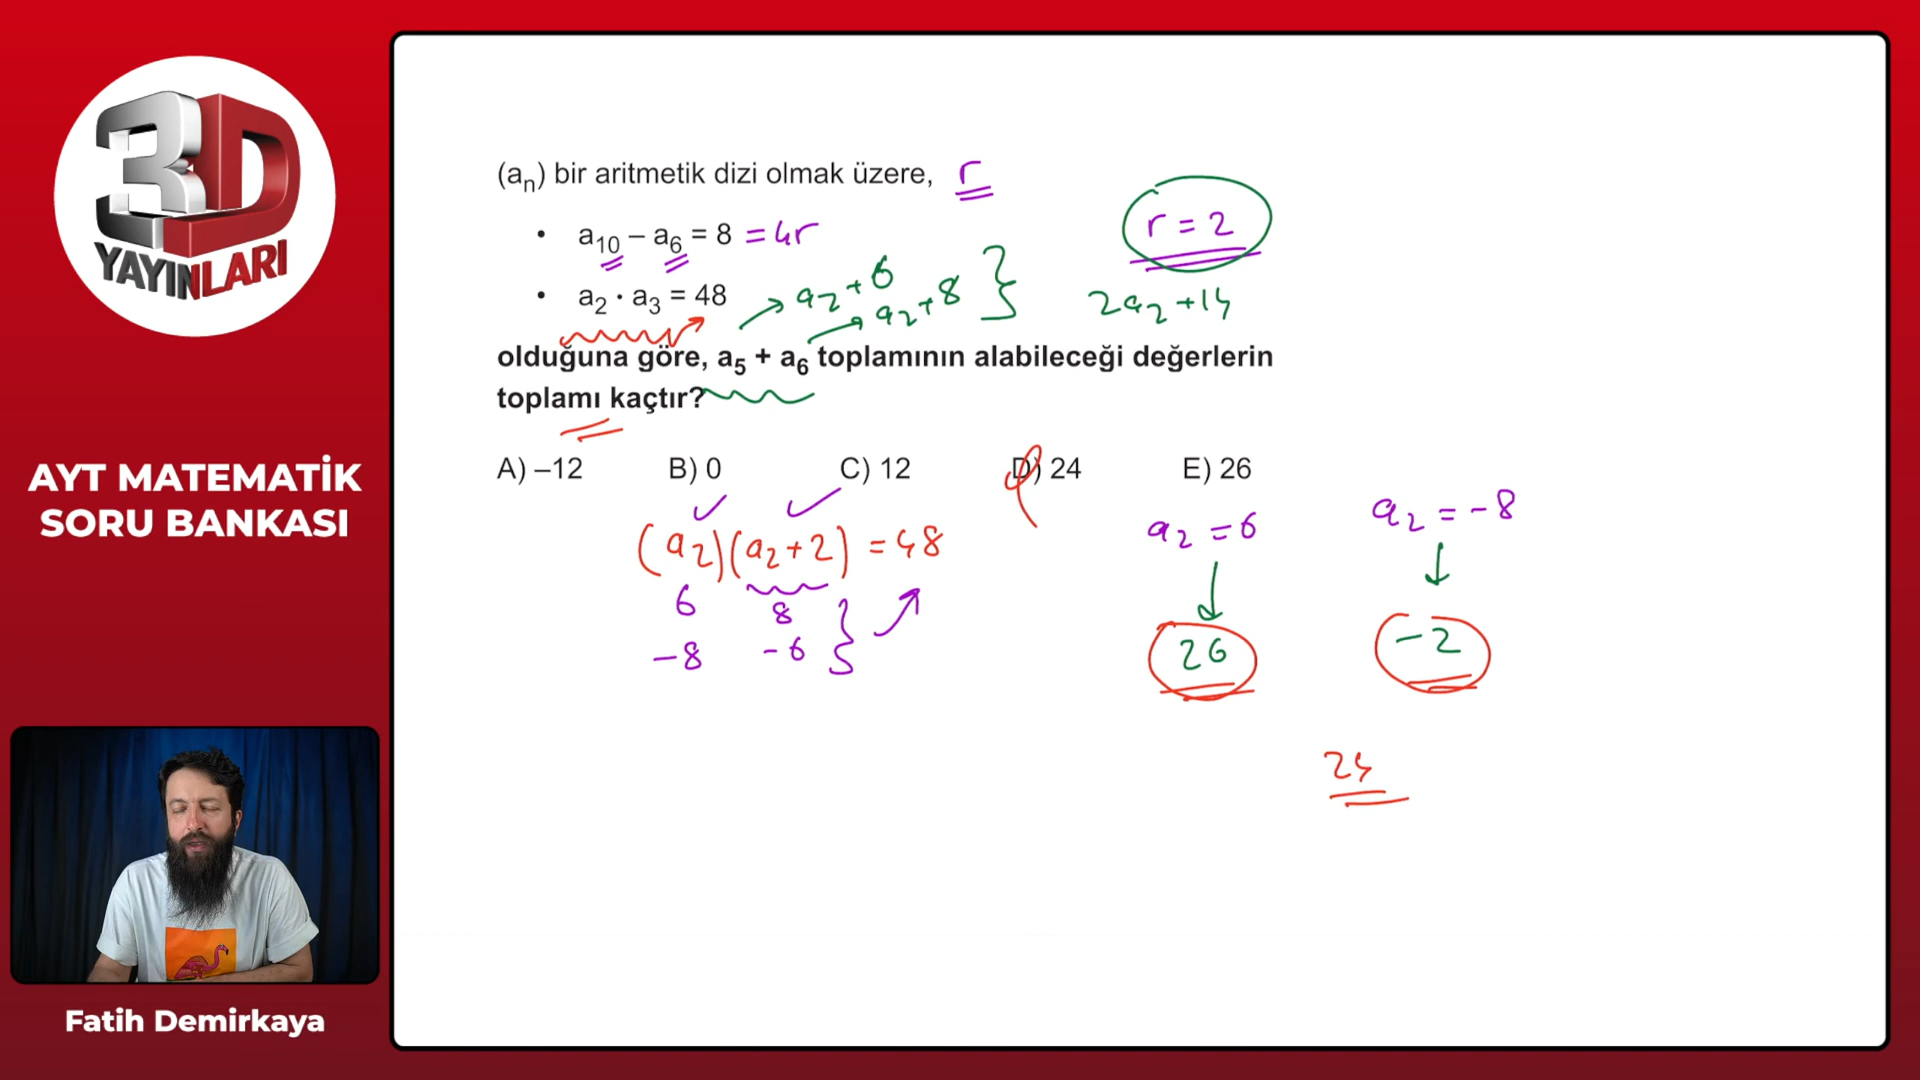 3D
YAYINLARI
AYT MATEMATİK
SORU BANKASI
Fatih Demirkaya
(aₙ) bir aritmetik dizi olmak üzere, r
• a₁₀ – a₆ = 8 = 4r
r = 2
• a₂ · a₃ = 48
a₂ + 6
a₂ + 8
2a₂ + 14
olduğuna göre, a₅ + a₆ toplamının alabileceği değerlerin
toplamı kaçtır?
A) –12 B) 0 C) 12 D) 24 E) 26
(a₂)(a₂+2) = 48
6 8
-8 -6
a₂ = 6
a₂ = -8
26
-2
24